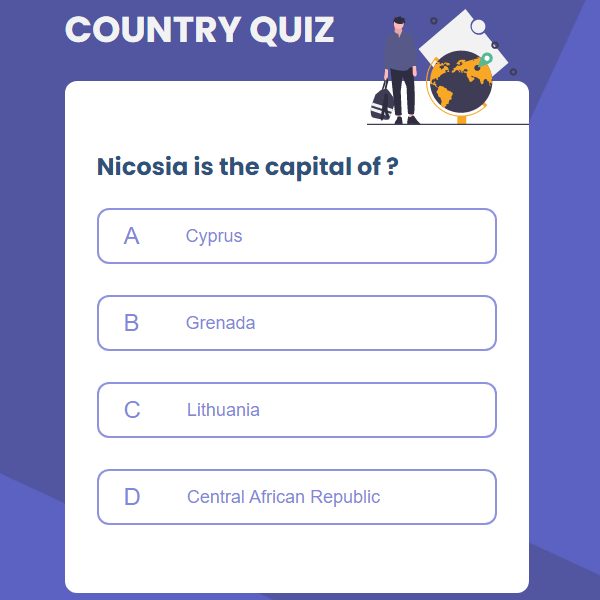 COUNTRY QUIZ
Nicosia is the capital of ?
A Cyprus
B Grenada
C Lithuania
D Central African Republic